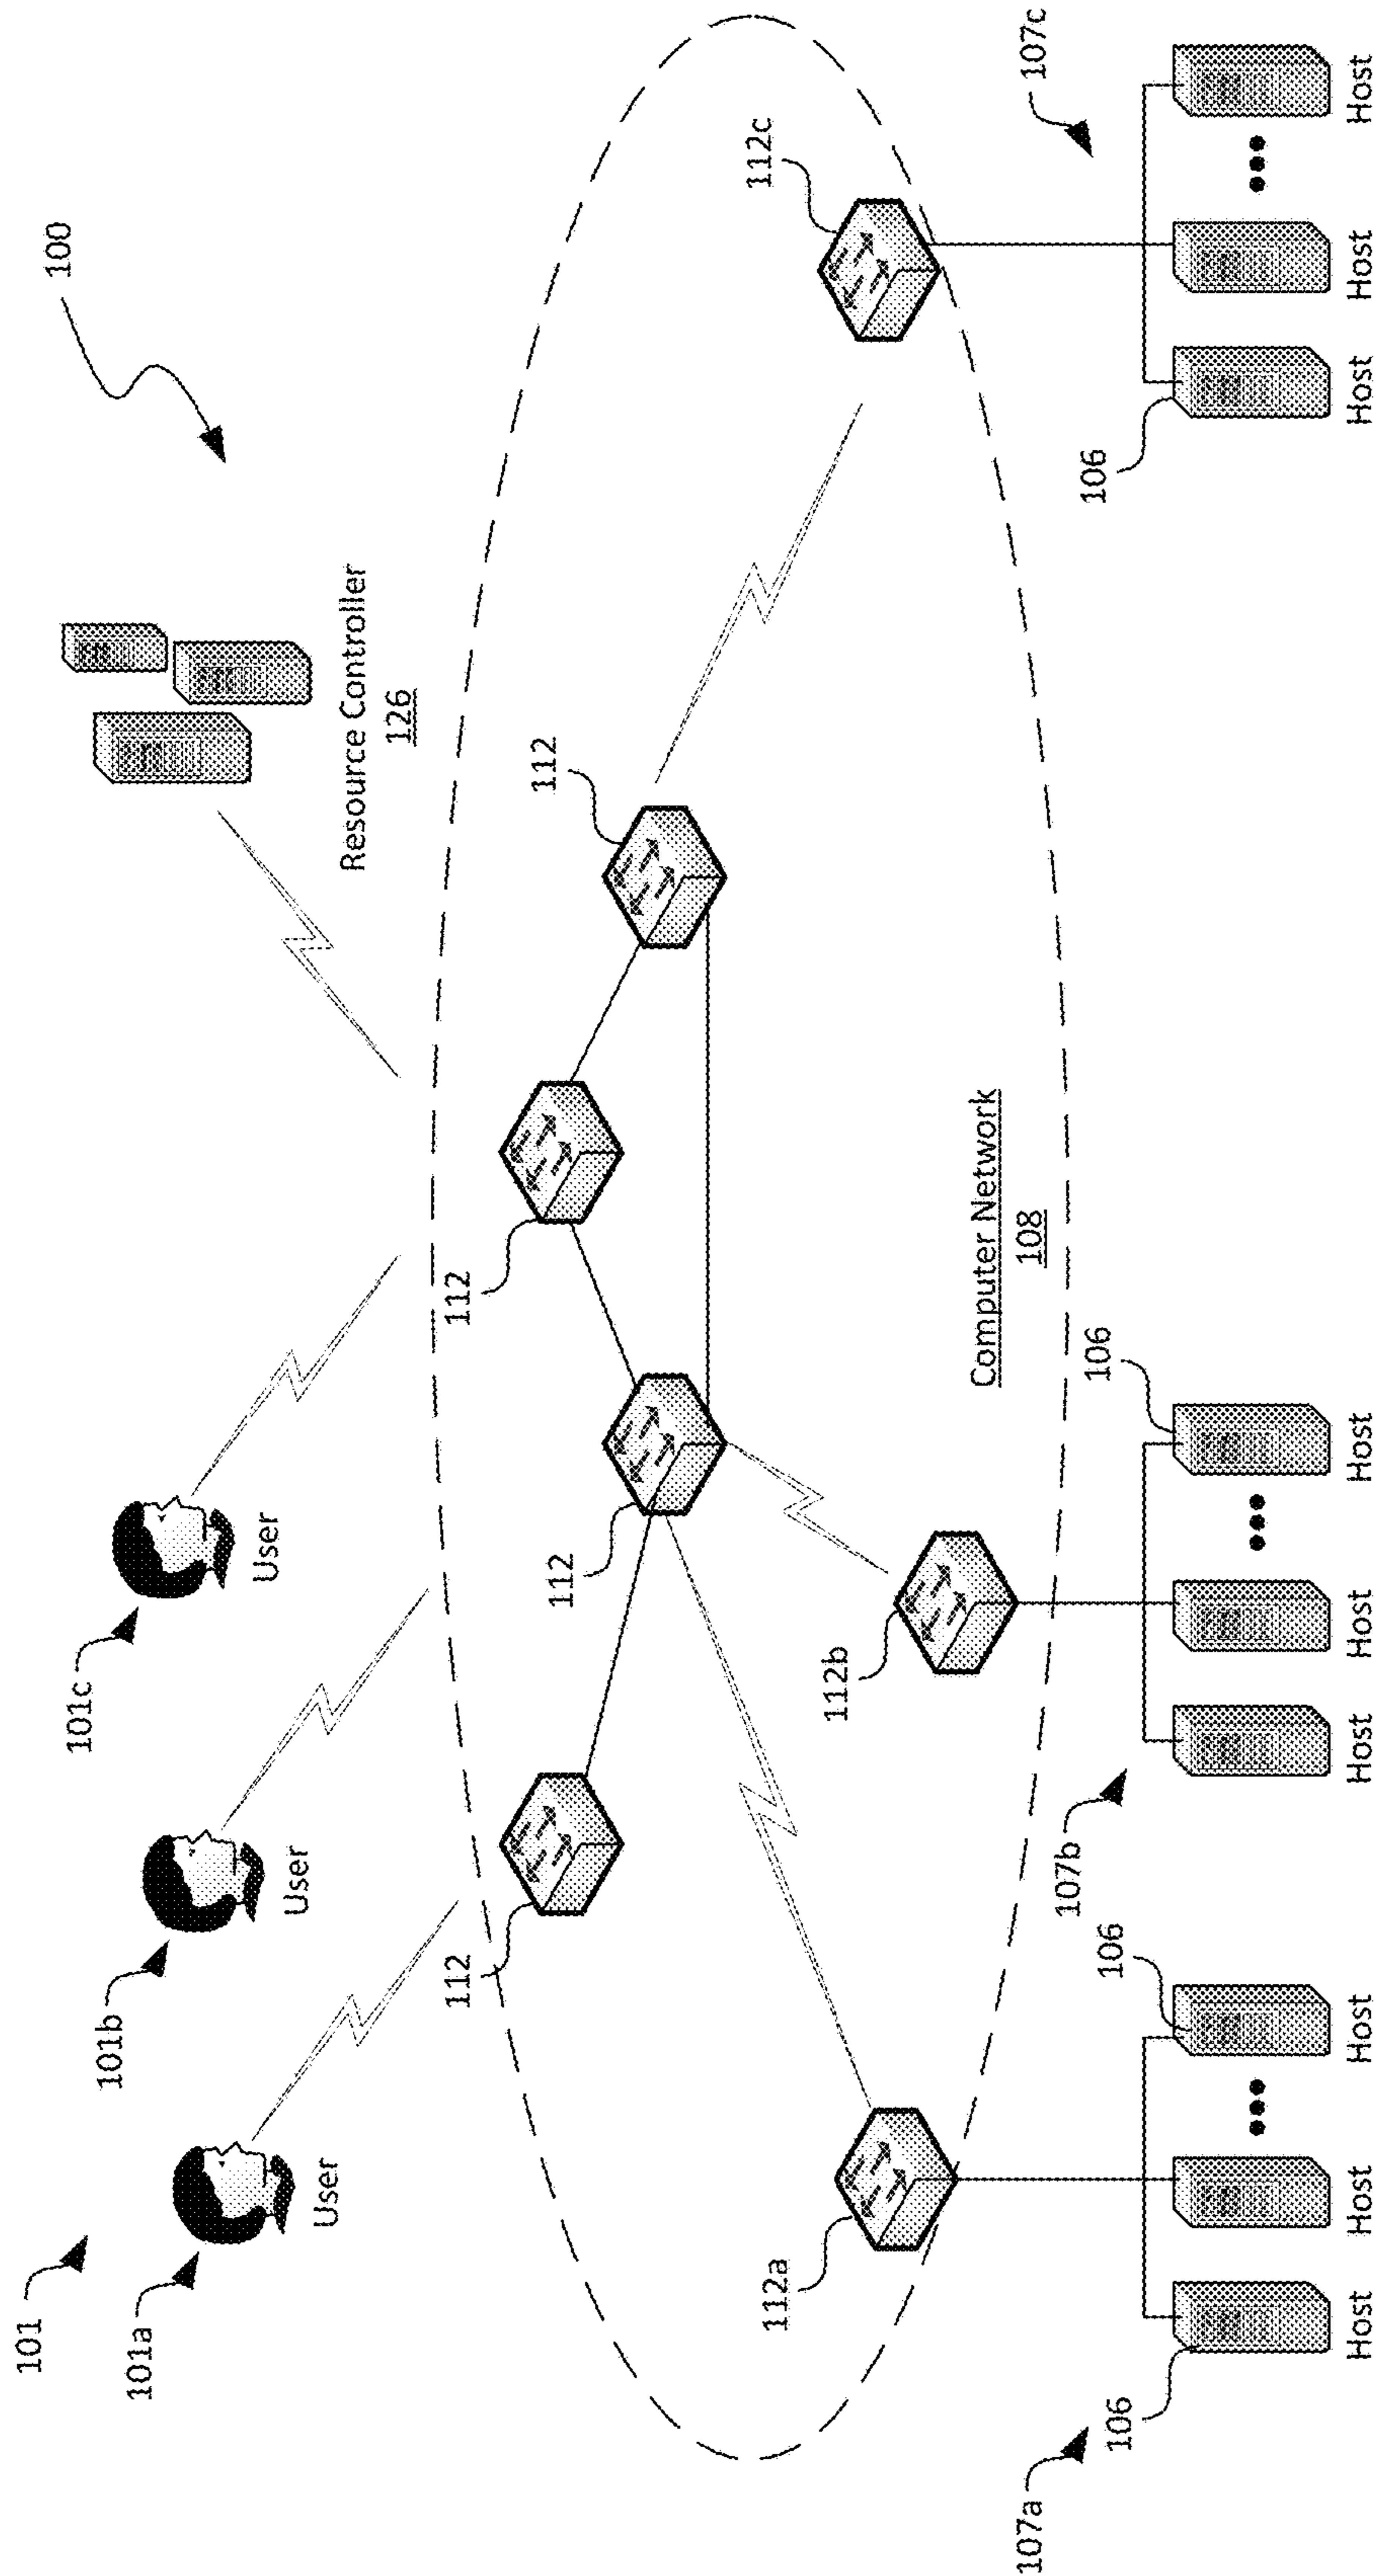 100
101
101a
User
101b
User
101c
User
Resource Controller
126
112
112
112
112
112a
112b
112c
Computer Network
108
107a
106
106
Host
Host
Host
107b
106
Host
Host
Host
107c
106
Host
Host
Host